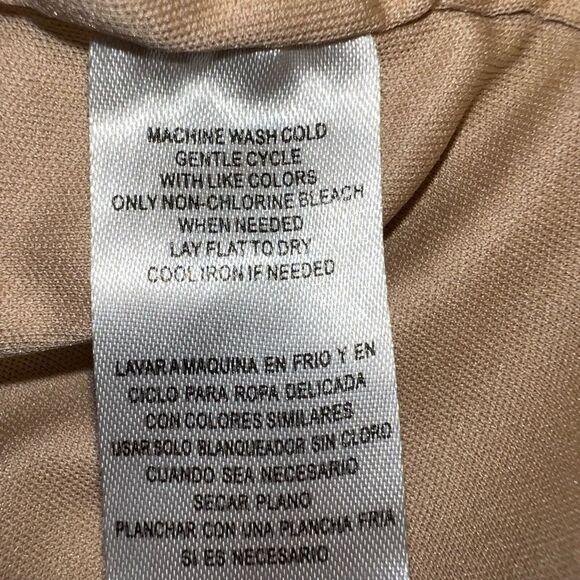 MACHINE WASH COLD
GENTLE CYCLE
WITH LIKE COLORS
ONLY NON-CHLORINE BLEACH
WHEN NEEDED
LAY FLAT TO DRY
COOL IRON IF NEEDED
LAVAR A MAQUINA EN FRIO Y EN
CICLO PARA ROPA DELICADA
CON COLORES SIMILARES
USAR SOLO BLANQUEADOR SIN CLORO
CUANDO SEA NECESARIO
SECAR PLANO
PLANCHAR CON UNA PLANCHA FRIA
SI ES NECESARIO